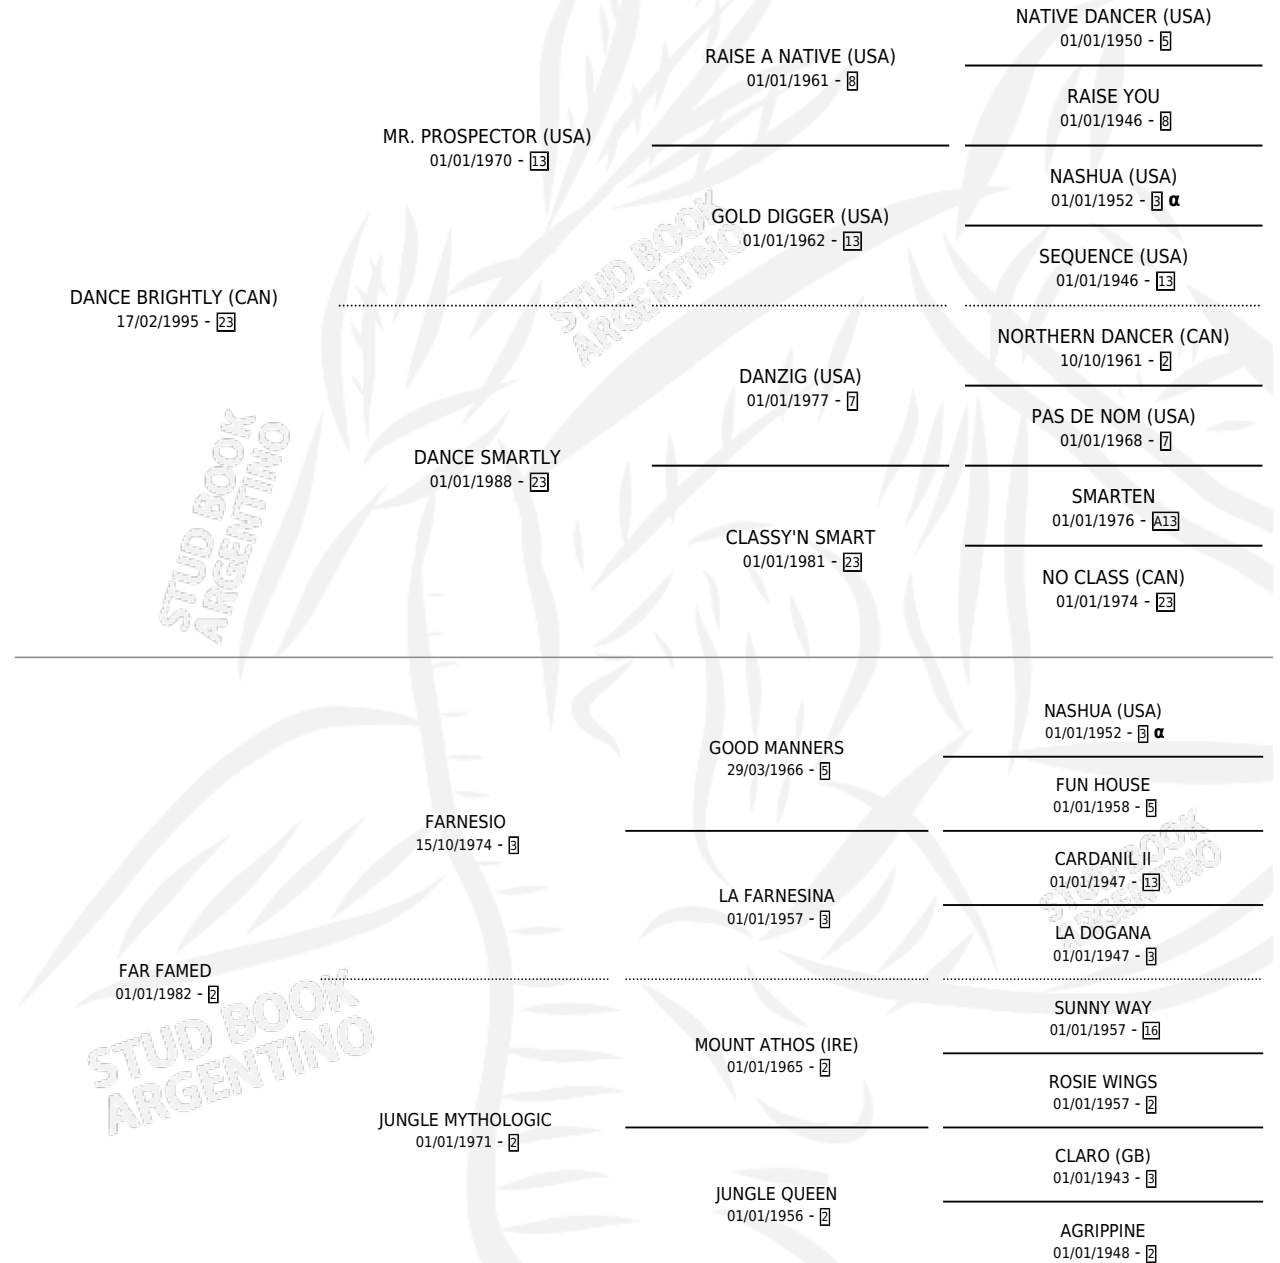 NATIVE DANCER (USA)
01/01/1950 - 5
RAISE A NATIVE (USA)
01/01/1961 - 8
RAISE YOU
01/01/1946 - 8
MR. PROSPECTOR (USA)
01/01/1970 - 13
NASHUA (USA)
01/01/1952 - 3 α
GOLD DIGGER (USA)
01/01/1962 - 13
SEQUENCE (USA)
01/01/1946 - 13
DANCE BRIGHTLY (CAN)
17/02/1995 - 23
NORTHERN DANCER (CAN)
10/10/1961 - 2
DANZIG (USA)
01/01/1977 - 7
PAS DE NOM (USA)
01/01/1968 - 7
DANCE SMARTLY
01/01/1988 - 23
SMARTEN
01/01/1976 - A13
CLASSY'N SMART
01/01/1981 - 23
NO CLASS (CAN)
01/01/1974 - 23
NASHUA (USA)
01/01/1952 - 3 α
GOOD MANNERS
29/03/1966 - 5
FUN HOUSE
01/01/1958 - 5
FARNESIO
15/10/1974 - 3
CARDANIL II
01/01/1947 - 13
LA FARNESINA
01/01/1957 - 3
LA DOGANA
01/01/1947 - 3
FAR FAMED
01/01/1982 - 2
SUNNY WAY
01/01/1957 - 16
MOUNT ATHOS (IRE)
01/01/1965 - 2
ROSIE WINGS
01/01/1957 - 2
JUNGLE MYTHOLOGIC
01/01/1971 - 2
CLARO (GB)
01/01/1943 - 3
JUNGLE QUEEN
01/01/1956 - 2
AGRIPPINE
01/01/1948 - 2
STUD BOOK
ARGENTINO
STUD BOOK
ARGENTINO
STUD BOOK
ARGENTINO
STUD BOOK
ARGENTINO